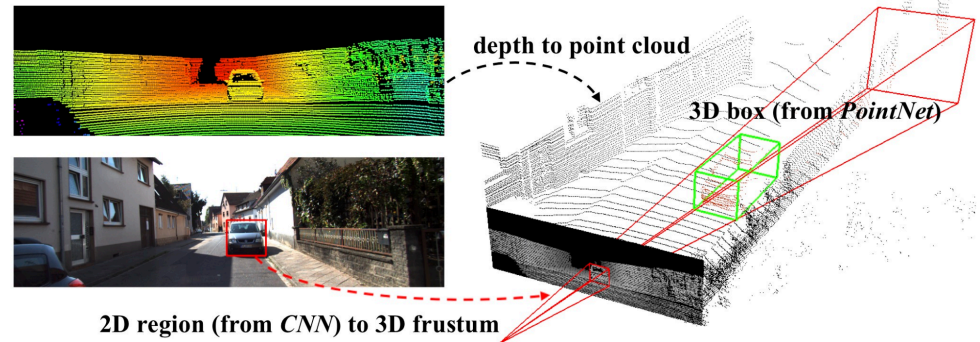 depth to point cloud
3D box (from PointNet)
2D region (from CNN) to 3D frustum